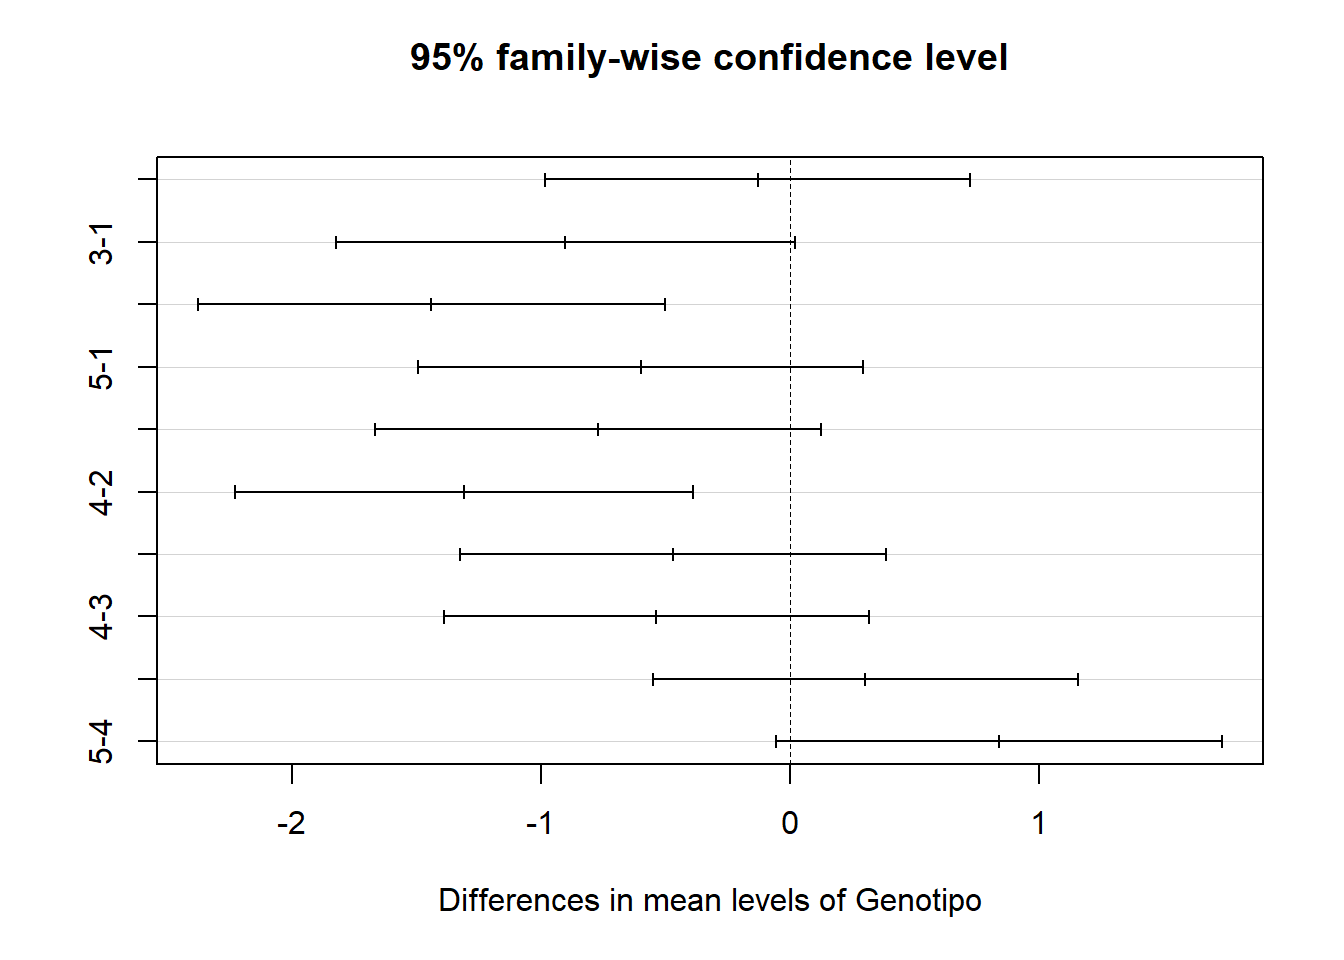 95% family-wise confidence level
3-1
5-1
4-2
4-3
5-4
-2 -1 0 1
Differences in mean levels of Genotipo